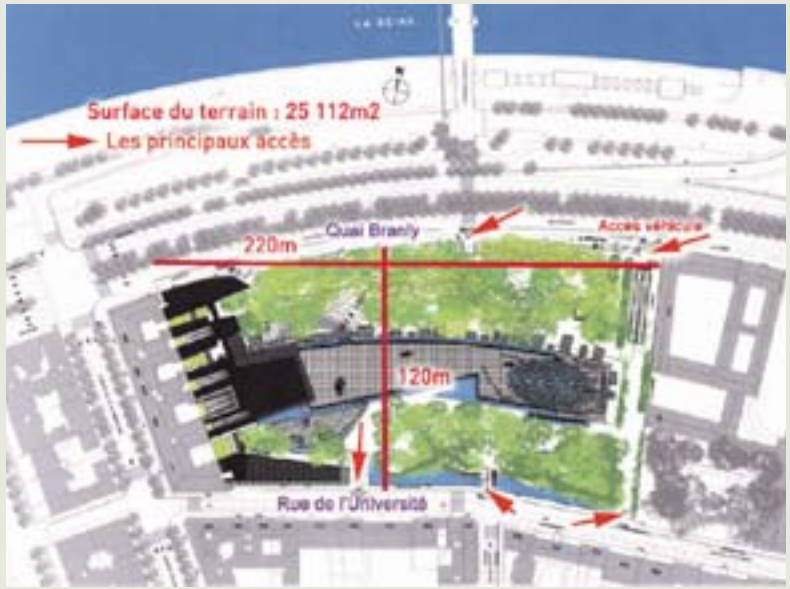 LA SEINE
N
Surface du terrain : 25 112m2
Les principaux accès
Quai Branly
Accès véhicule
220m
120m
Rue de l'Université